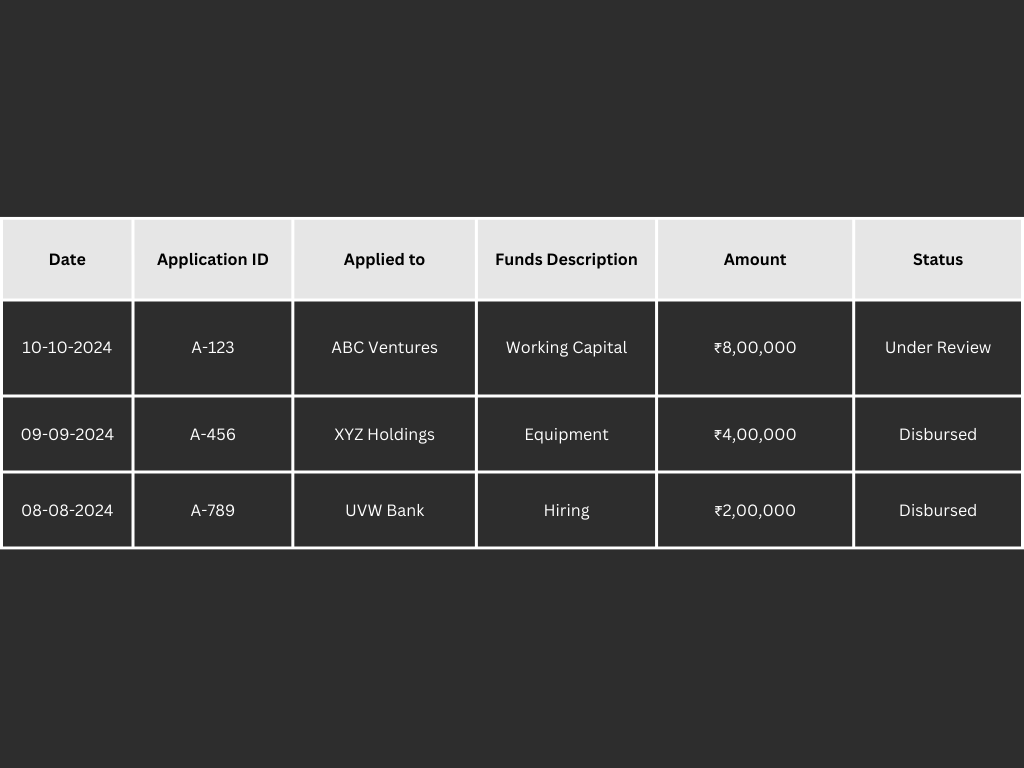 Date Application ID Applied to Funds Description Amount Status
10-10-2024 A-123 ABC Ventures Working Capital ₹8,00,000 Under Review
09-09-2024 A-456 XYZ Holdings Equipment ₹4,00,000 Disbursed
08-08-2024 A-789 UVW Bank Hiring ₹2,00,000 Disbursed